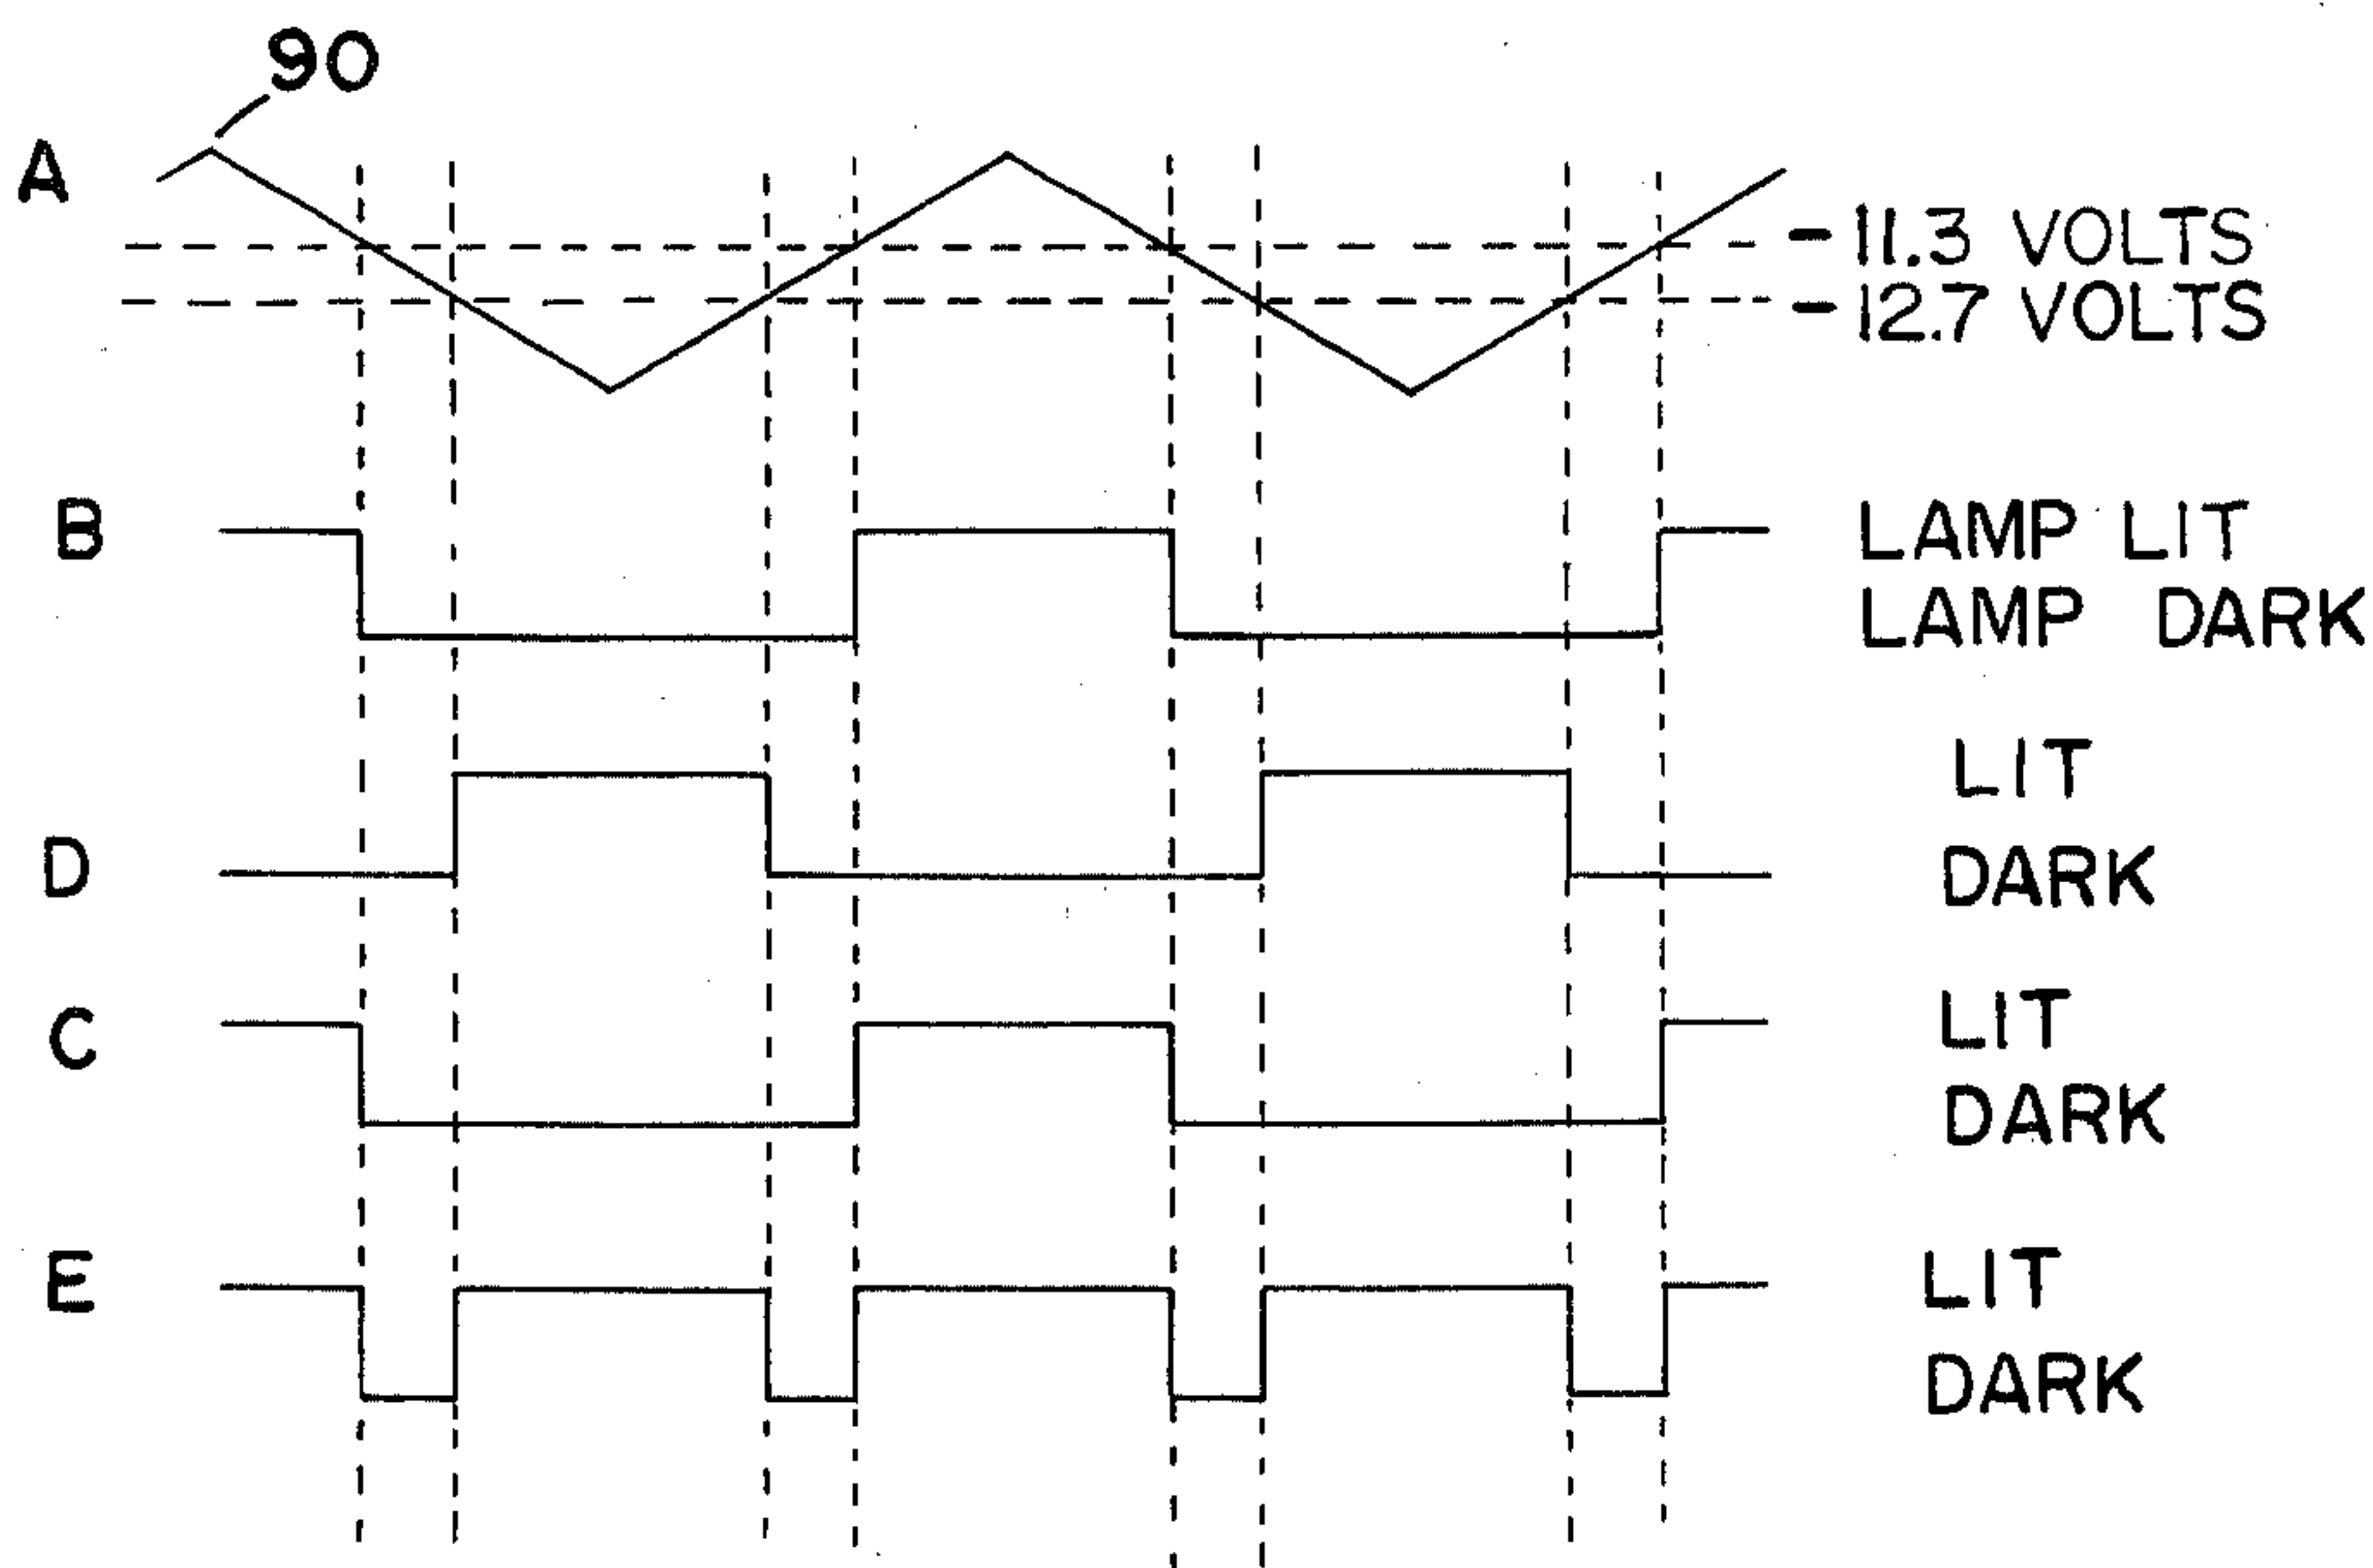 90
A
-11.3 VOLTS
-12.7 VOLTS
B
LAMP LIT
LAMP DARK
LIT
D
DARK
C
LIT
DARK
E
LIT
DARK